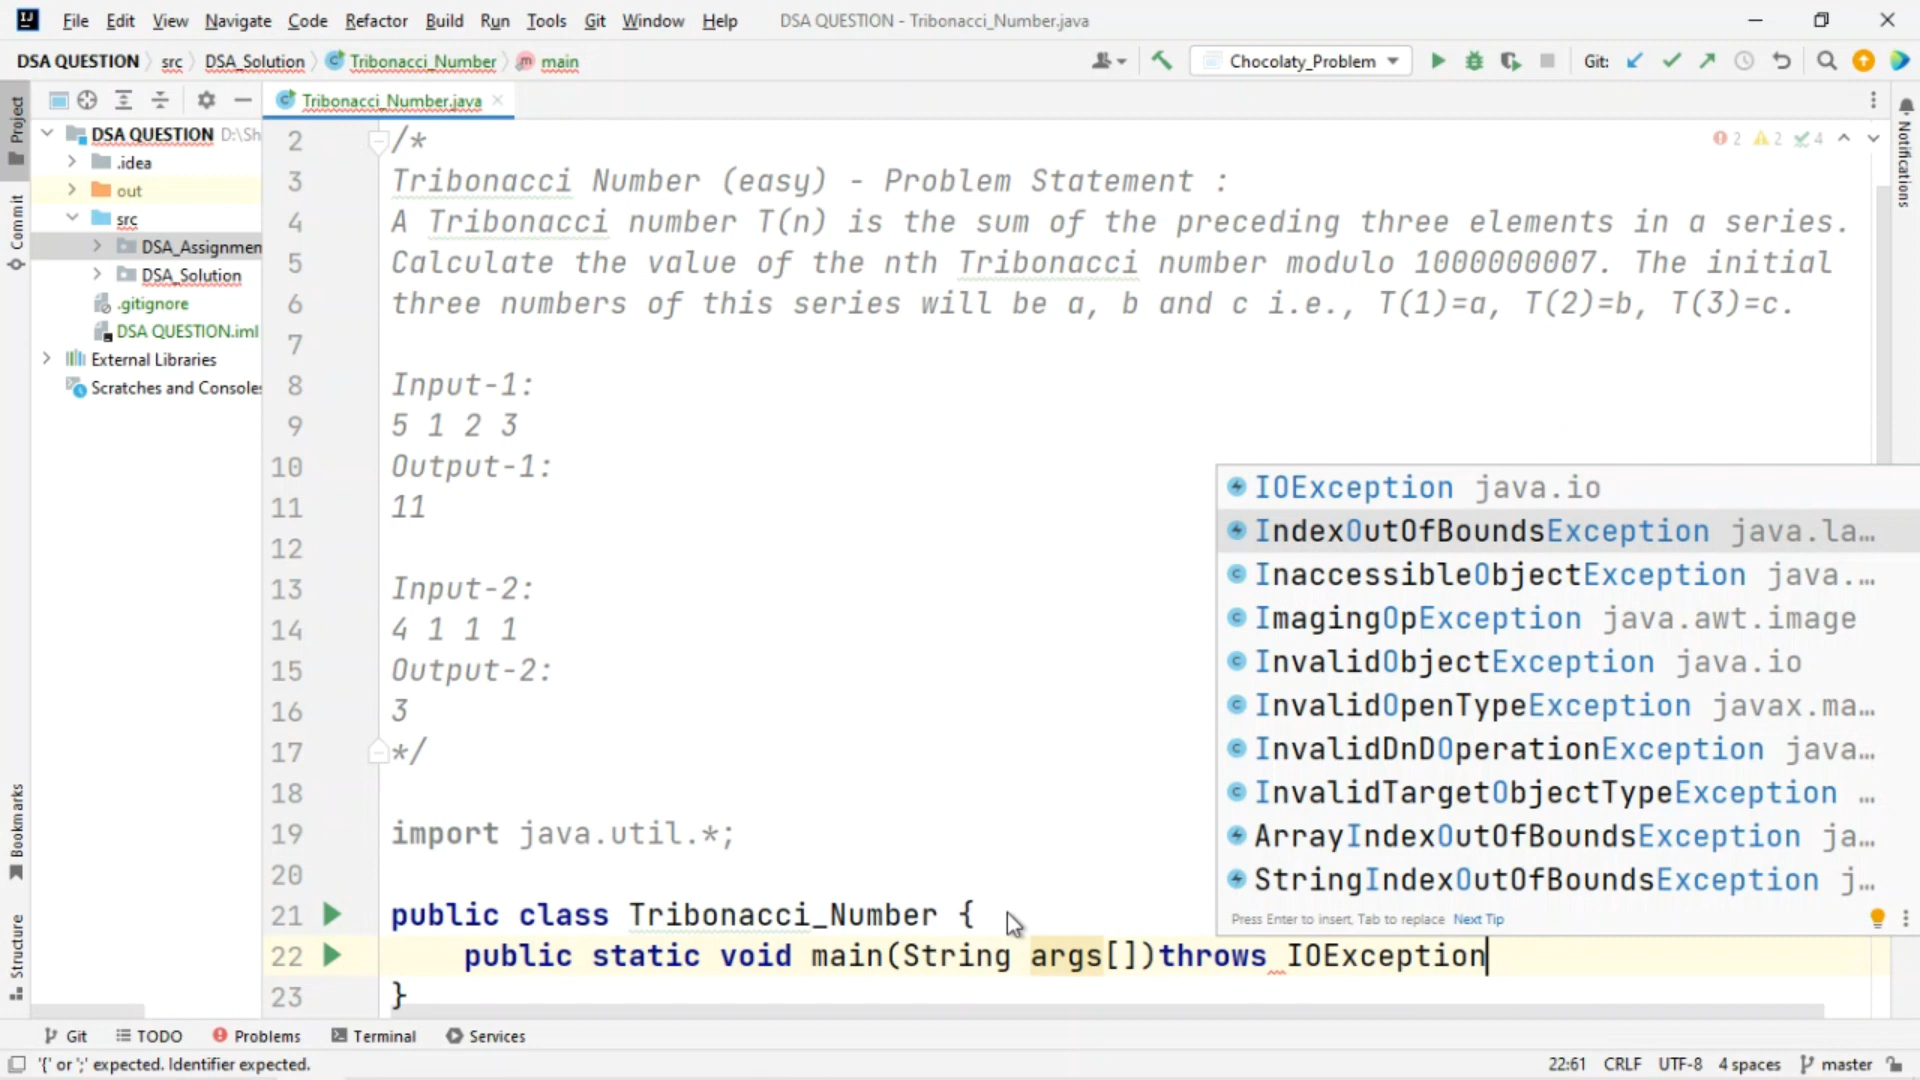 File Edit View Navigate Code Refactor Build Run Tools Git Window Help DSA QUESTION - Tribonacci_Number.java
DSA QUESTION src DSA_Solution Tribonacci_Number main Chocolaty_Problem Git:
Project
Tribonacci_Number.java
DSA QUESTION D:\Sh
.idea
out
src
DSA_Assignmen
DSA_Solution
.gitignore
DSA QUESTION.iml
External Libraries
Scratches and Consoles
Commit
Bookmarks
Structure
Notifications
2 2 4
2 /*
3 Tribonacci Number (easy) - Problem Statement :
4 A Tribonacci number T(n) is the sum of the preceding three elements in a series.
5 Calculate the value of the nth Tribonacci number modulo 1000000007. The initial
6 three numbers of this series will be a, b and c i.e., T(1)=a, T(2)=b, T(3)=c.
7
8 Input-1:
9 5 1 2 3
10 Output-1:
11 11
12
13 Input-2:
14 4 1 1 1
15 Output-2:
16 3
17 */
18
19 import java.util.*;
20
21 public class Tribonacci_Number {
22 public static void main(String args[])throws IOException
23 }
IOException java.io
IndexOutOfBoundsException java.la…
InaccessibleObjectException java.…
ImagingOpException java.awt.image
InvalidObjectException java.io
InvalidOpenTypeException javax.ma…
InvalidDnDOperationException java…
InvalidTargetObjectTypeException …
ArrayIndexOutOfBoundsException ja…
StringIndexOutOfBoundsException j…
Press Enter to insert, Tab to replace Next Tip
Git TODO Problems Terminal Services
'{' or ';' expected. Identifier expected. 22:61 CRLF UTF-8 4 spaces master